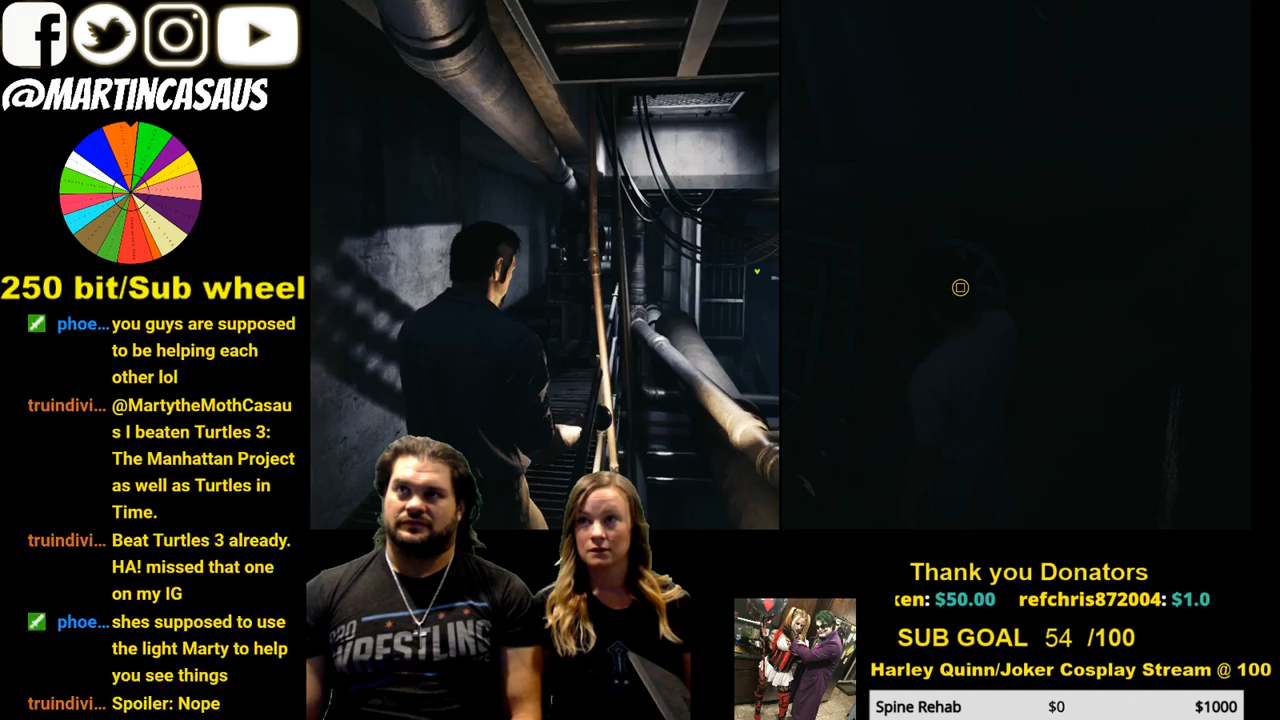 @MARTINCASAUS
250 bit/Sub wheel
phoe... you guys are supposed
to be helping each
other lol
truindivi... @MartytheMothCasau
s I beaten Turtles 3:
The Manhattan Project
as well as Turtles in
Time.
truindivi... Beat Turtles 3 already.
HA! missed that one
on my IG
phoe... shes supposed to use
the light Marty to help
you see things
truindivi... Spoiler: Nope
PRO
WRESTLING
Thank you Donators
ken: $50.00 refchris872004: $1.0
SUB GOAL 54 /100
Harley Quinn/Joker Cosplay Stream @ 100
Spine Rehab $0 $1000